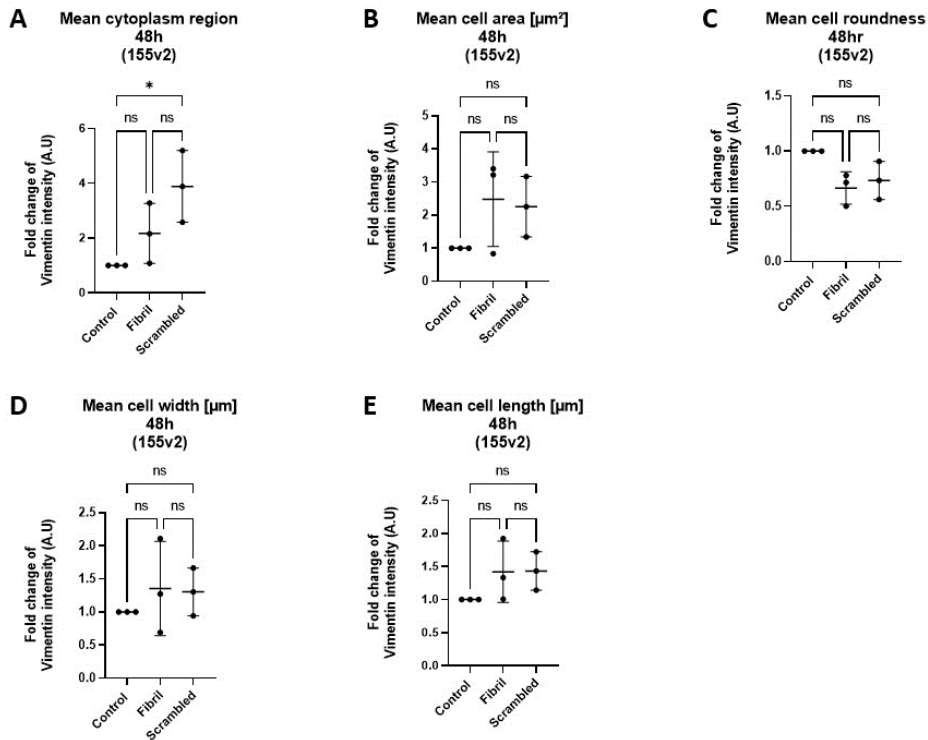 A
Mean cytoplasm region
48h
(155v2)
*
ns
ns
Fold change of
Vimentin intensity (A.U)
6
4
2
0
Control
Fibril
Scrambled
B
Mean cell area [µm²]
48h
(155v2)
ns
ns
ns
Fold change of
Vimentin intensity (A.U)
5
4
3
2
1
0
Control
Fibril
Scrambled
C
Mean cell roundness
48hr
(155v2)
ns
ns
ns
Fold change of
Vimentin intensity (A.U)
1.5
1.0
0.5
0.0
Control
Fibril
Scrambled
D
Mean cell width [µm]
48h
(155v2)
ns
ns
ns
Fold change of
Vimentin intensity (A.U)
2.5
2.0
1.5
1.0
0.5
0.0
Control
Fibril
Scrambled
E
Mean cell length [µm]
48h
(155v2)
ns
ns
ns
Fold change of
Vimentin intensity (A.U)
2.5
2.0
1.5
1.0
0.5
0.0
Control
Fibril
Scrambled